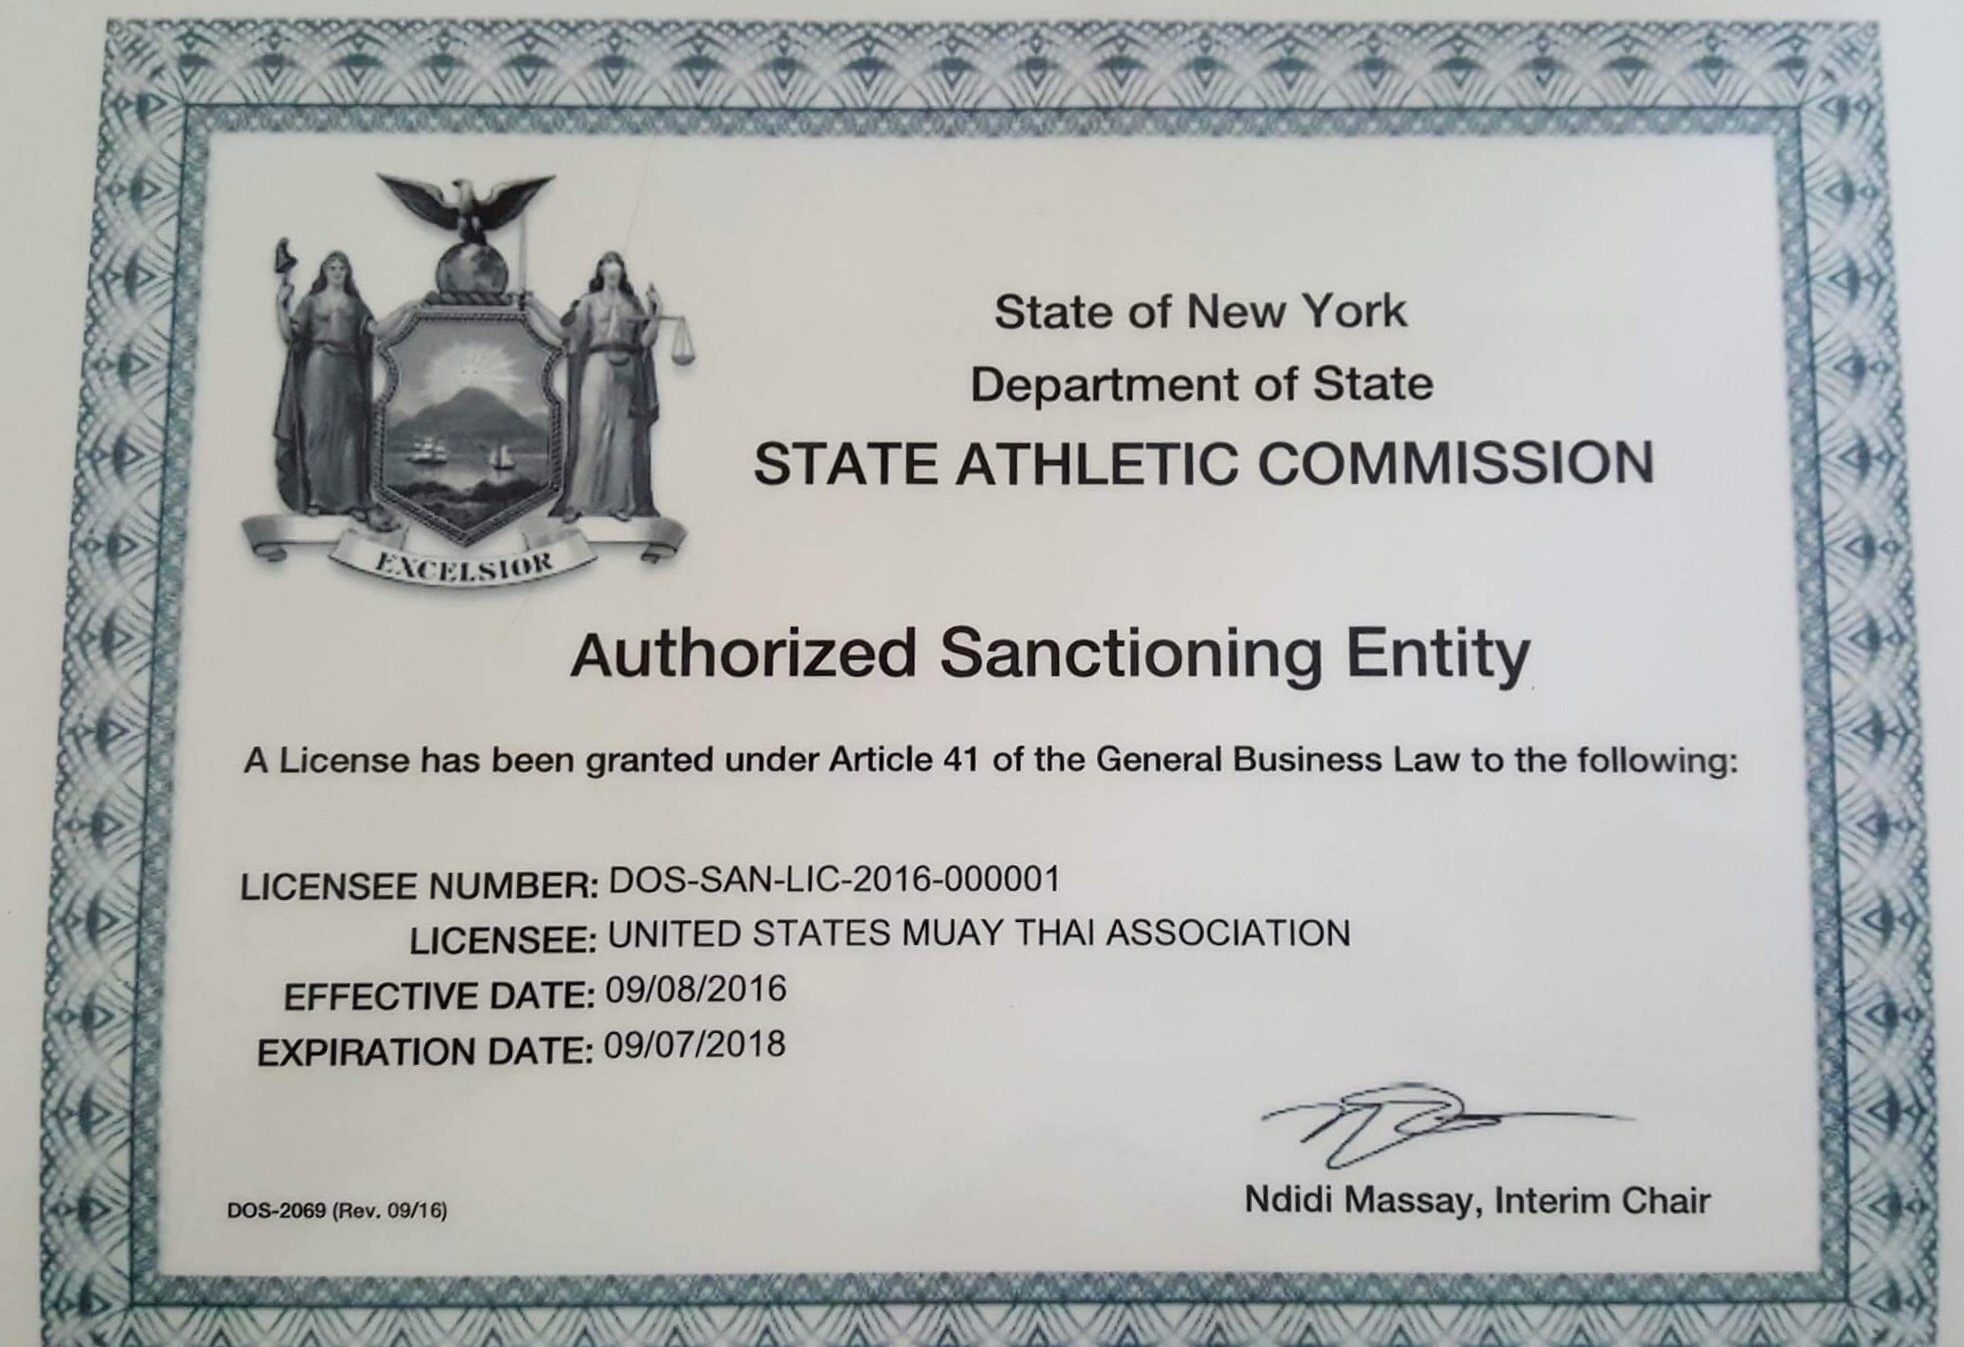 State of New York
Department of State
STATE ATHLETIC COMMISSION
EXCELSIOR
Authorized Sanctioning Entity
A License has been granted under Article 41 of the General Business Law to the following:
LICENSEE NUMBER: DOS-SAN-LIC-2016-000001
LICENSEE: UNITED STATES MUAY THAI ASSOCIATION
EFFECTIVE DATE: 09/08/2016
EXPIRATION DATE: 09/07/2018
Ndidi Massay, Interim Chair
DOS-2069 (Rev. 09/16)